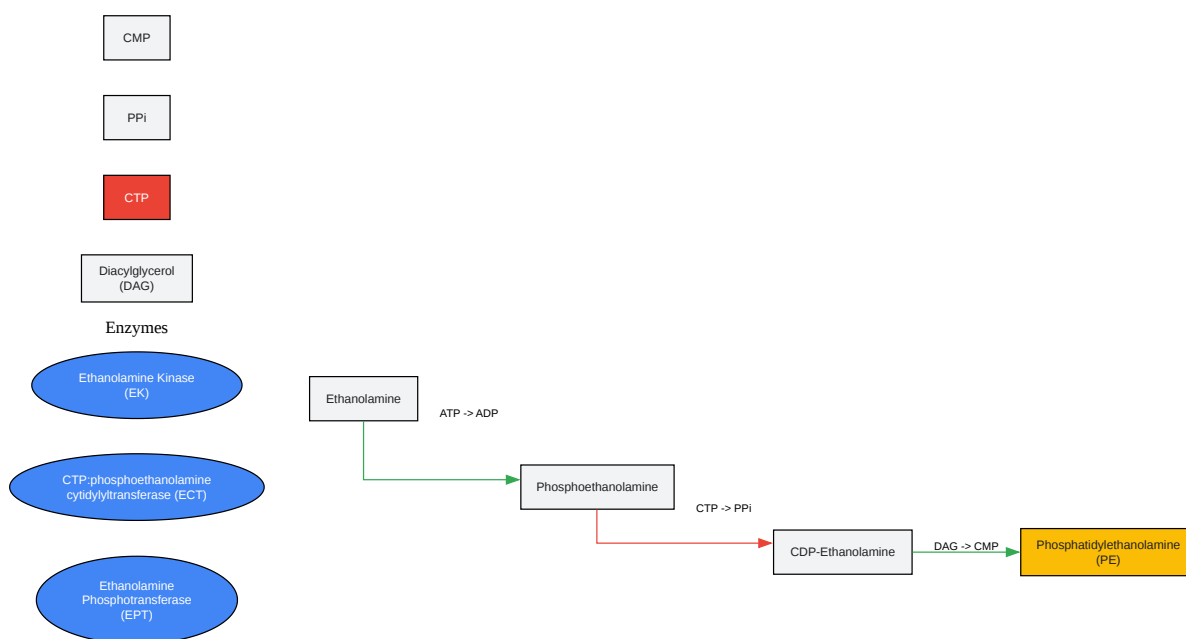 CMP
PPi
CTP
Diacylglycerol
(DAG)
Enzymes
Ethanolamine Kinase
(EK)
CTP:phosphoethanolamine
cytidylyltransferase (ECT)
Ethanolamine
Phosphotransferase
(EPT)
Ethanolamine
ATP -> ADP
Phosphoethanolamine
CTP -> PPi
CDP-Ethanolamine
DAG -> CMP
Phosphatidylethanolamine
(PE)